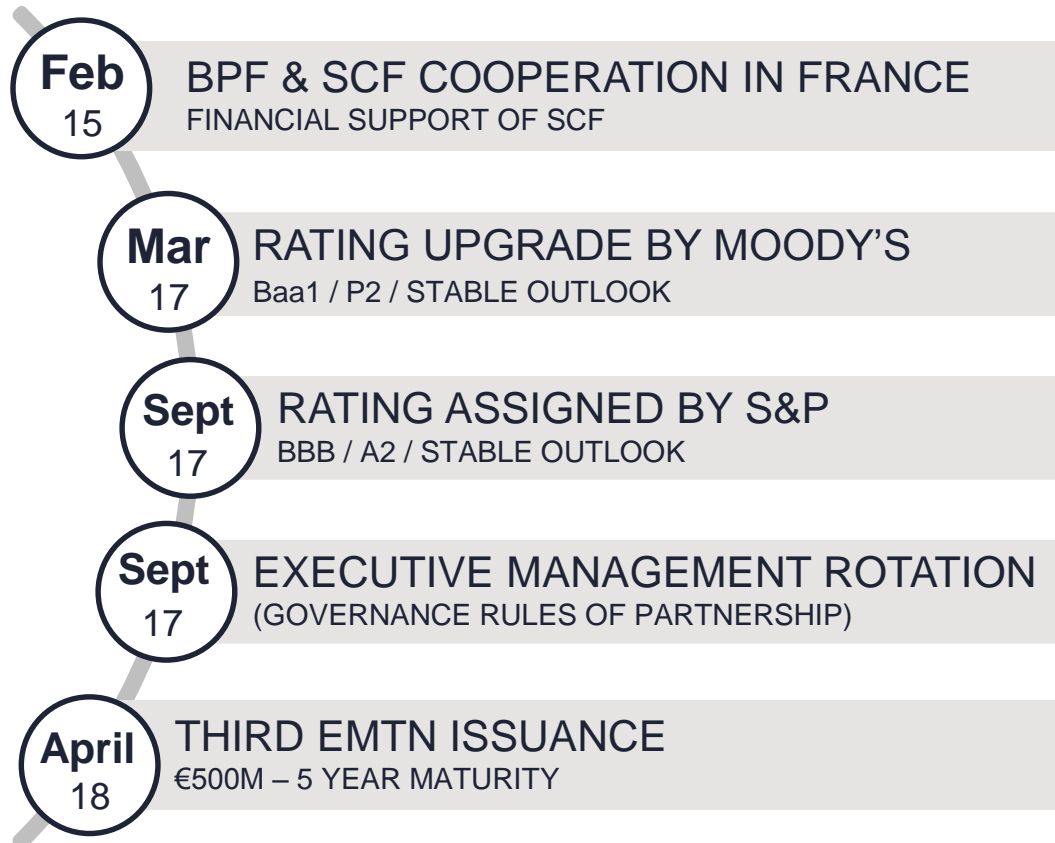 Feb
15
BPF & SCF COOPERATION IN FRANCE
FINANCIAL SUPPORT OF SCF
Mar
17
RATING UPGRADE BY MOODY’S
Baa1 / P2 / STABLE OUTLOOK
Sept
17
RATING ASSIGNED BY S&P
BBB / A2 / STABLE OUTLOOK
Sept
17
EXECUTIVE MANAGEMENT ROTATION
(GOVERNANCE RULES OF PARTNERSHIP)
April
18
THIRD EMTN ISSUANCE
€500M – 5 YEAR MATURITY